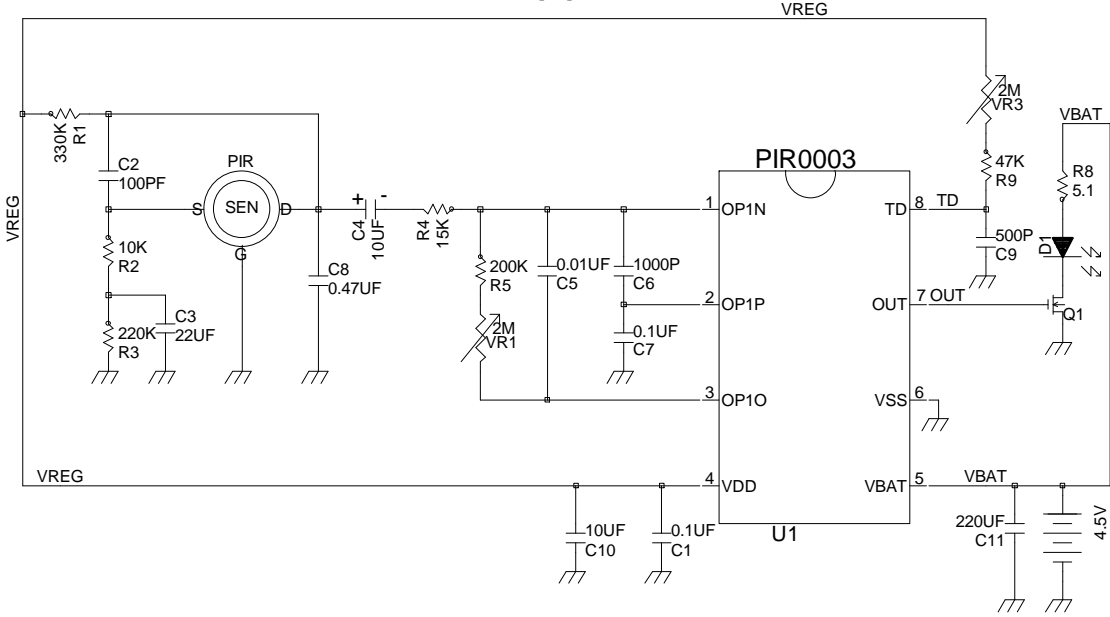 VREG
VREG
330K
R1
C2
100PF
PIR
S
SEN
D
G
10K
R2
220K
R3
C3
22UF
C8
0.47UF
+
-
C4
10UF
R4
15K
200K
R5
2M
VR1
0.01UF
C5
1000P
C6
0.1UF
C7
PIR0003
1 OP1N
2 OP1P
3 OP1O
4 VDD
TD 8 TD
OUT 7 OUT
VSS 6
VBAT 5 VBAT
U1
2M
VR3
47K
R9
500P
C9
VBAT
R8
5.1
D1
Q1
VREG
10UF
C10
0.1UF
C1
220UF
C11
4.5V